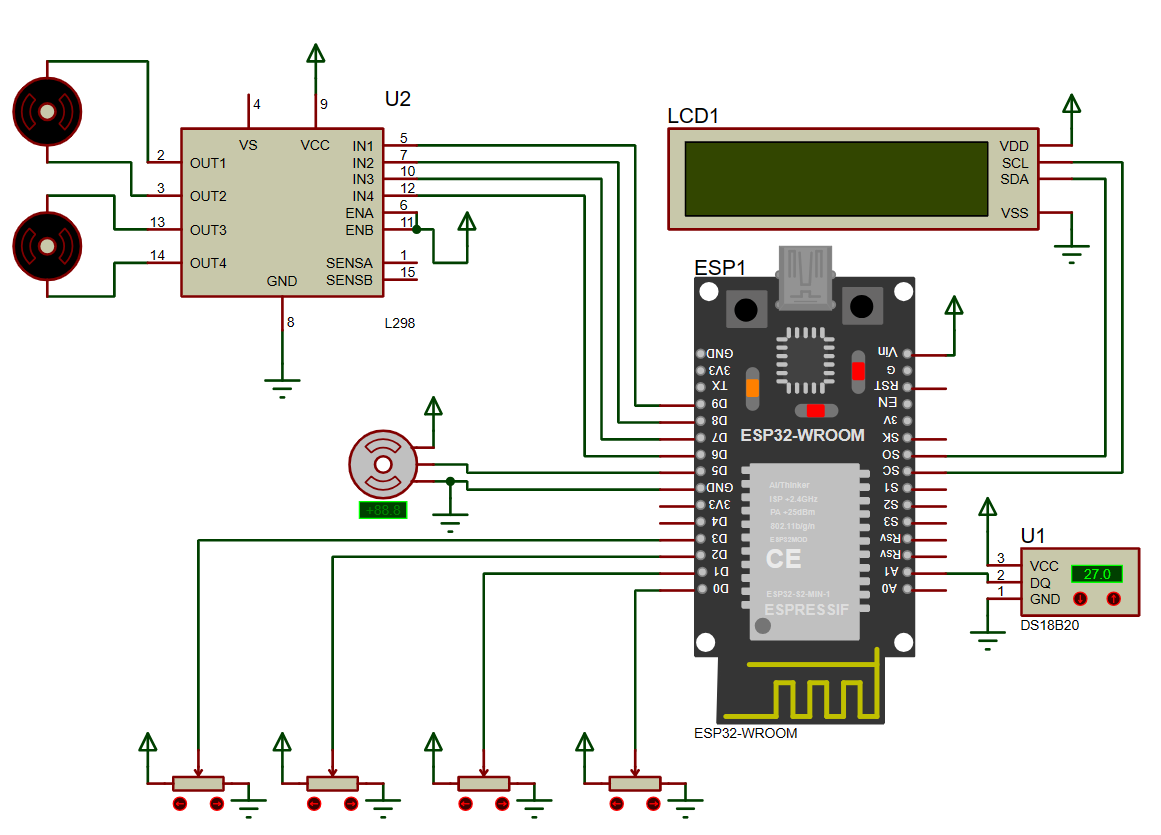 U2
4
9
VS
VCC
2
OUT1
3
OUT2
13
OUT3
14
OUT4
IN1
5
IN2
7
IN3
10
IN4
12
ENA
6
ENB
11
SENSA
1
SENSB
15
GND
8
L298
LCD1
VDD
SCL
SDA
VSS
ESP1
GND
3V3
TX
D9
D8
D7
D6
D5
GND
3V3
D4
D3
D2
D1
D0
Vin
G
RST
EN
3V
SK
SO
SC
S1
S2
S3
Rsv
Rsv
A1
A0
ESP32-WROOM
AI/Thinker
ISP +2.4GHz
PA +25dBm
802.11b/g/n
ESP32MOD
CE
ESP32-S2-MIN-1
ESPRESSIF
ESP32-WROOM
+88.8
U1
3
VCC
2
DQ
1
GND
27.0
DS18B20